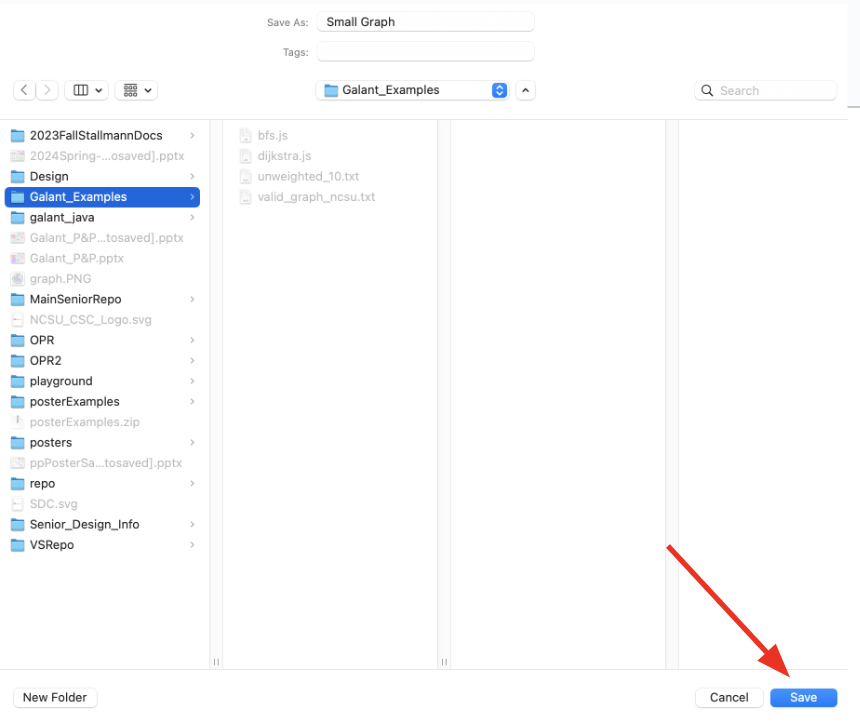 Save As: Small Graph
Tags:
Galant_Examples
Search
2023FallStallmannDocs
2024Spring-...osaved].pptx
Design
Galant_Examples
galant_java
Galant_P&P...tosaved].pptx
Galant_P&P.pptx
graph.PNG
MainSeniorRepo
NCSU_CSC_Logo.svg
OPR
OPR2
playground
posterExamples
posterExamples.zip
posters
ppPosterSa...tosaved].pptx
repo
SDC.svg
Senior_Design_Info
VSRepo
bfs.js
dijkstra.js
unweighted_10.txt
valid_graph_ncsu.txt
New Folder
Cancel
Save